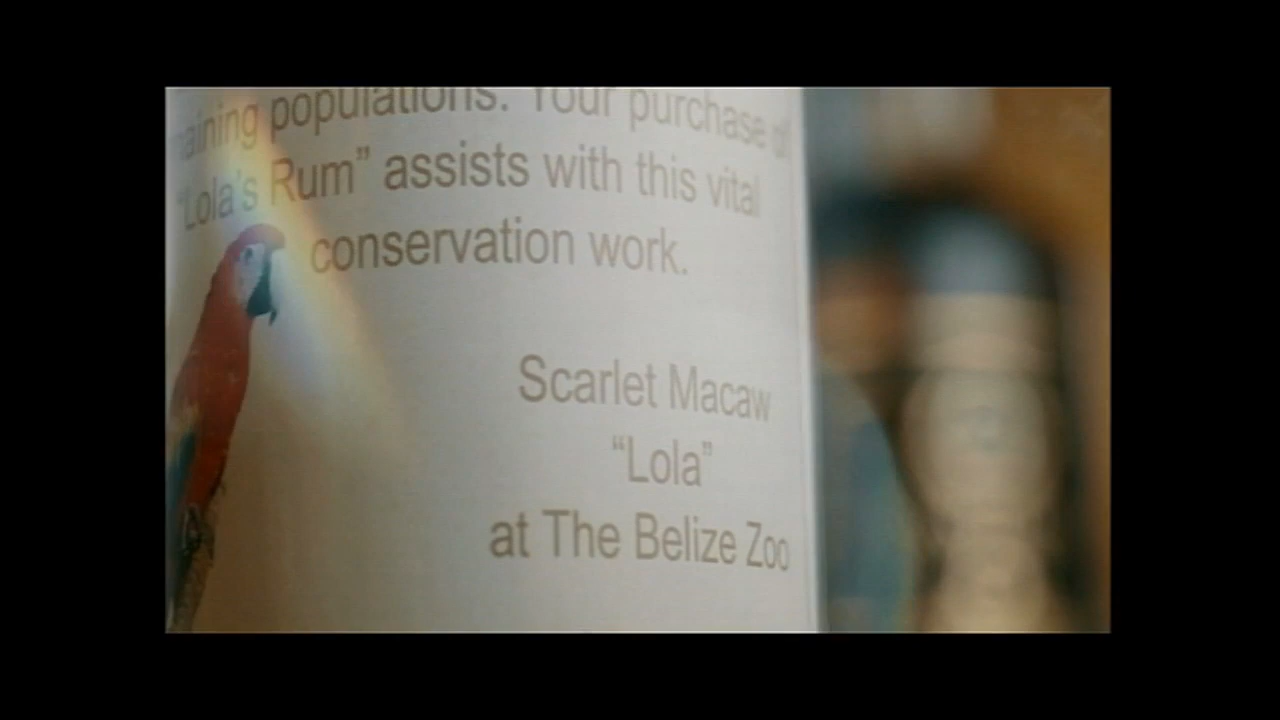 populations. Your purchase of
"Lola's Rum" assists with this vital
conservation work.
Scarlet Macaw
"Lola"
at The Belize Zoo